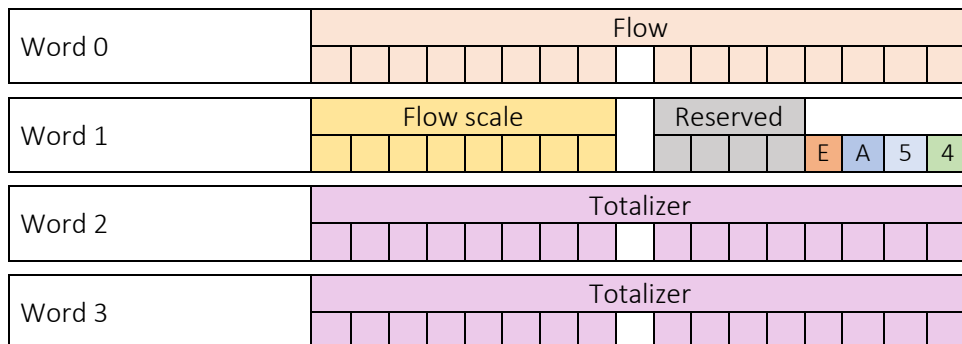 Word 0
Flow
Word 1
Flow scale
Reserved
E A 5 4
Word 2
Totalizer
Word 3
Totalizer